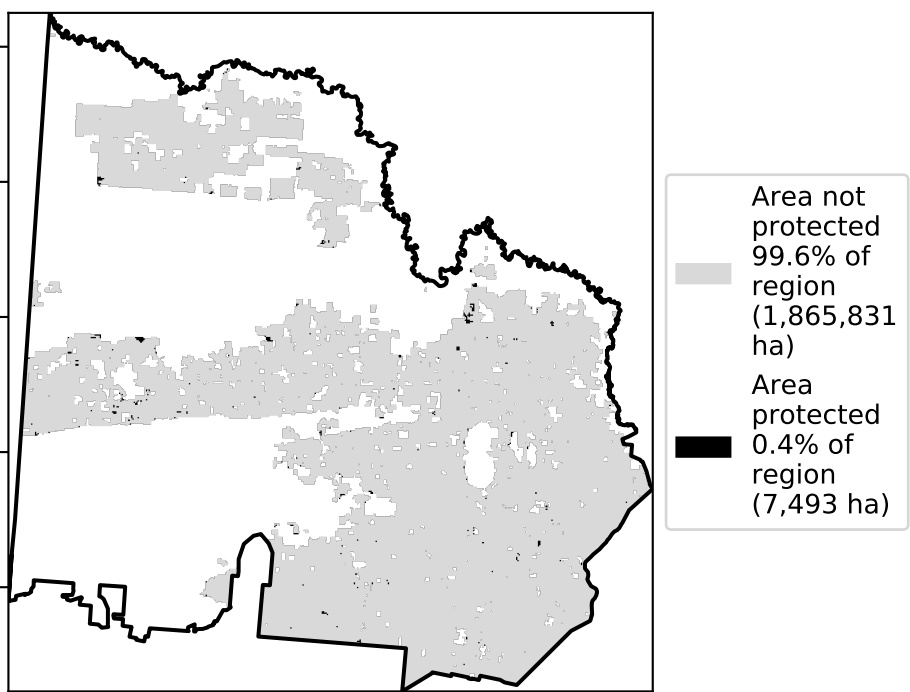 Area not
protected
99.6% of
region
(1,865,831
ha)
Area
protected
0.4% of
region
(7,493 ha)